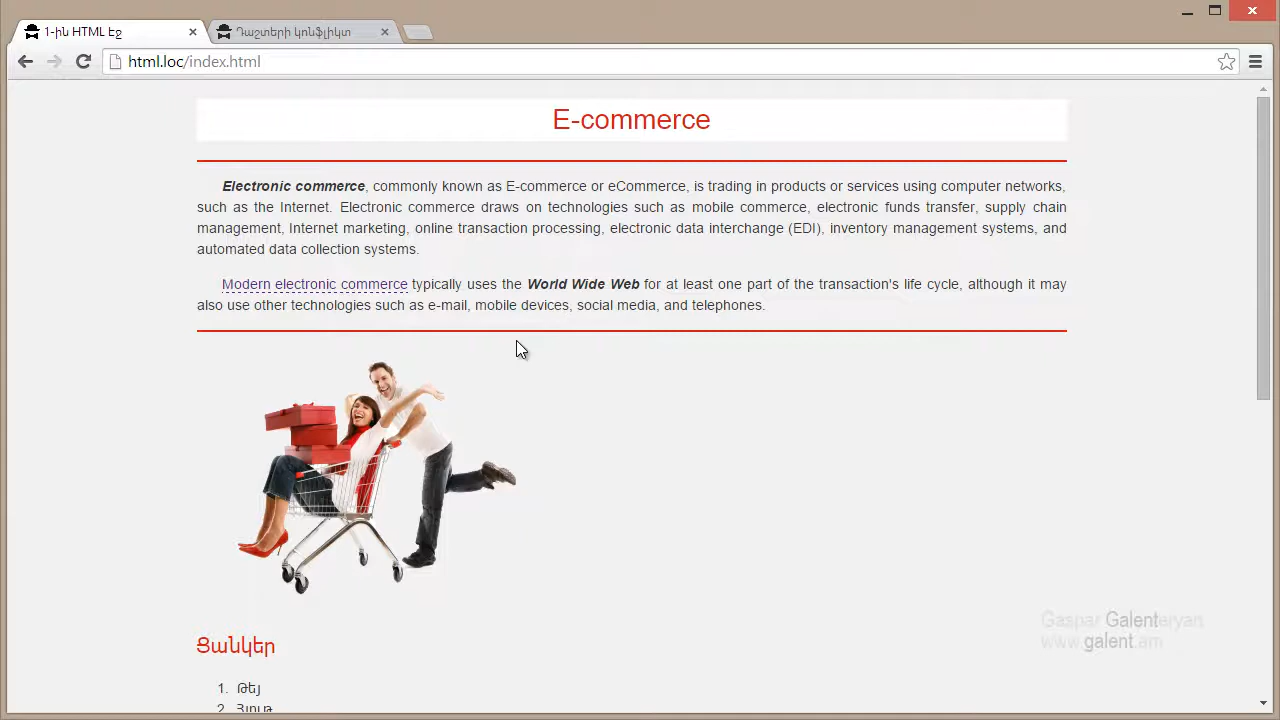 1-ին HTML էջ
Դաշտերի կոնֆլիկտ
html.loc/index.html
E-commerce
Electronic commerce, commonly known as E-commerce or eCommerce, is trading in products or services using computer networks,
such as the Internet. Electronic commerce draws on technologies such as mobile commerce, electronic funds transfer, supply chain
management, Internet marketing, online transaction processing, electronic data interchange (EDI), inventory management systems, and
automated data collection systems.
Modern electronic commerce typically uses the World Wide Web for at least one part of the transaction's life cycle, although it may
also use other technologies such as e-mail, mobile devices, social media, and telephones.
Gaspar Galenteryan
www.galent.am
Ցանկեր
1. Թեյ
2. Հյութ